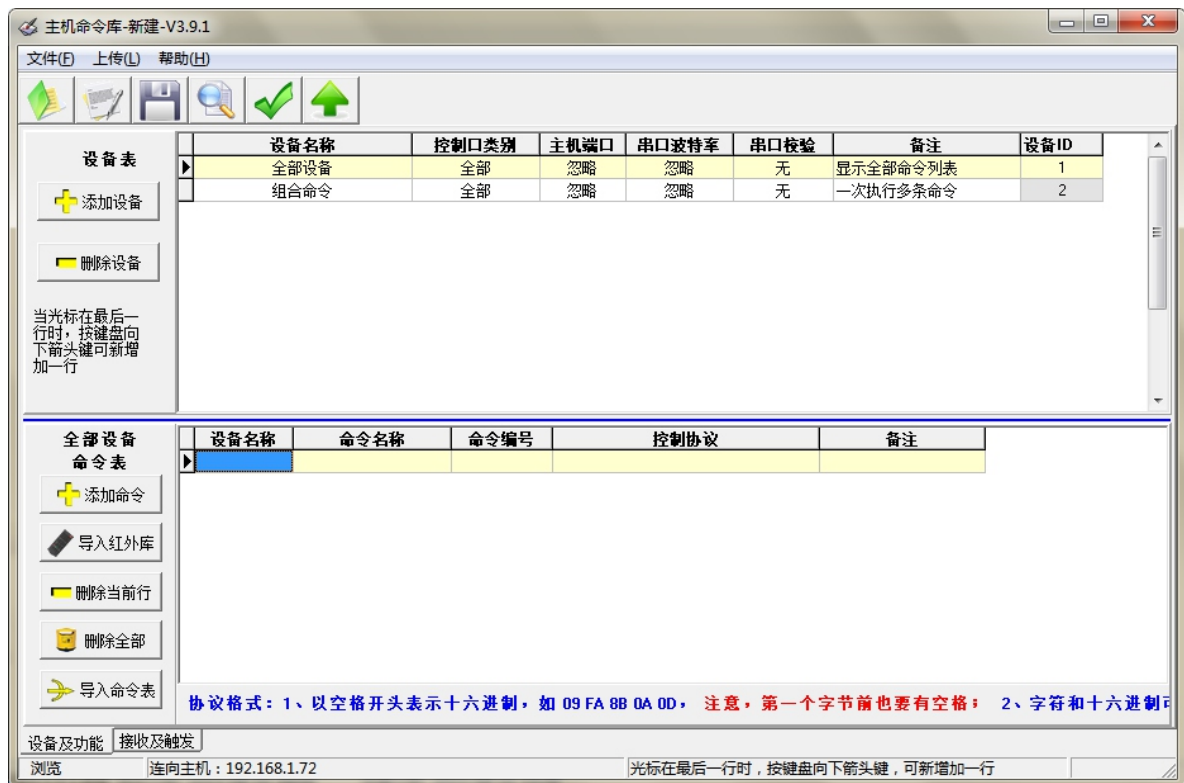 主机命令库-新建-V3.9.1
文件(F) 上传(L) 帮助(H)
设备表
添加设备
删除设备
当光标在最后一
行时，按键盘向
下箭头键可新增
加一行
设备名称 控制口类别 主机端口 串口波特率 串口校验 备注 设备ID
全部设备 全部 忽略 忽略 无 显示全部命令列表 1
组合命令 全部 忽略 忽略 无 一次执行多条命令 2
全部设备
命令表
添加命令
导入红外库
删除当前行
删除全部
导入命令表
设备名称 命令名称 命令编号 控制协议 备注
协议格式：1、以空格开头表示十六进制，如 09 FA 8B 0A 0D， 注意，第一个字节前也要有空格； 2、字符和十六进制
设备及功能 接收及触发
浏览 连向主机：192.168.1.72 光标在最后一行时，按键盘向下箭头键，可新增加一行